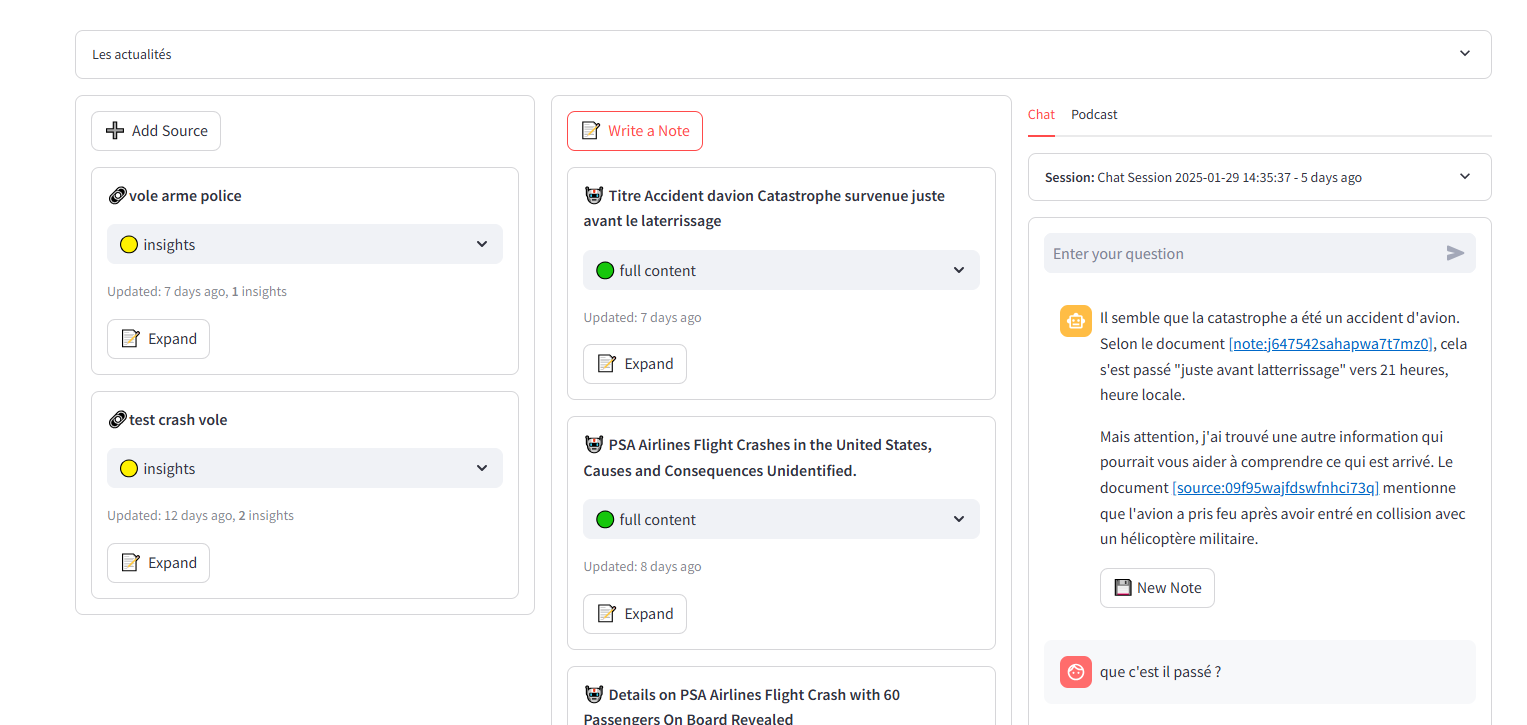 Les actualités
Add Source
vole arme police
insights
Updated: 7 days ago, 1 insights
Expand
test crash vole
insights
Updated: 12 days ago, 2 insights
Expand
Write a Note
Titre Accident davion Catastrophe survenue juste
avant le laterrissage
full content
Updated: 7 days ago
Expand
PSA Airlines Flight Crashes in the United States,
Causes and Consequences Unidentified.
full content
Updated: 8 days ago
Expand
Details on PSA Airlines Flight Crash with 60
Passengers On Board Revealed
Chat Podcast
Session: Chat Session 2025-01-29 14:35:37 - 5 days ago
Enter your question
Il semble que la catastrophe a été un accident d'avion.
Selon le document [note:j647542sahapwa7t7mz0], cela
s'est passé "juste avant latterrissage" vers 21 heures,
heure locale.
Mais attention, j'ai trouvé une autre information qui
pourrait vous aider à comprendre ce qui est arrivé. Le
document [source:09f95wajfdswfnhci73q] mentionne
que l'avion a pris feu après avoir entré en collision avec
un hélicoptère militaire.
New Note
que c'est il passé ?